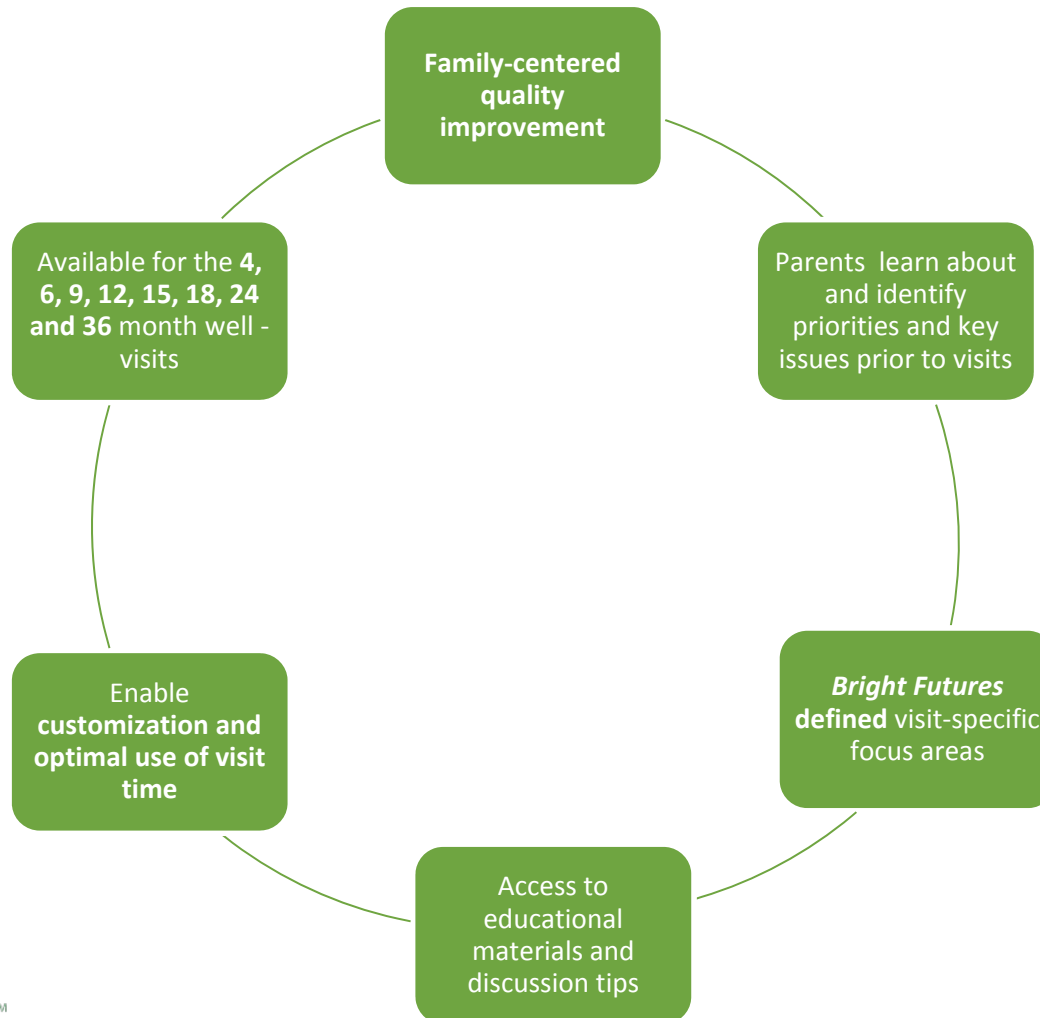 Family-centered
quality
improvement
Parents  learn about
and identify
priorities and key
issues prior to visits
Bright Futures
defined visit-specific
focus areas
Access to
educational
materials and
discussion tips
Enable
customization and
optimal use of visit
time
Available for the 4,
6, 9, 12, 15, 18, 24
and 36 month well -
visits